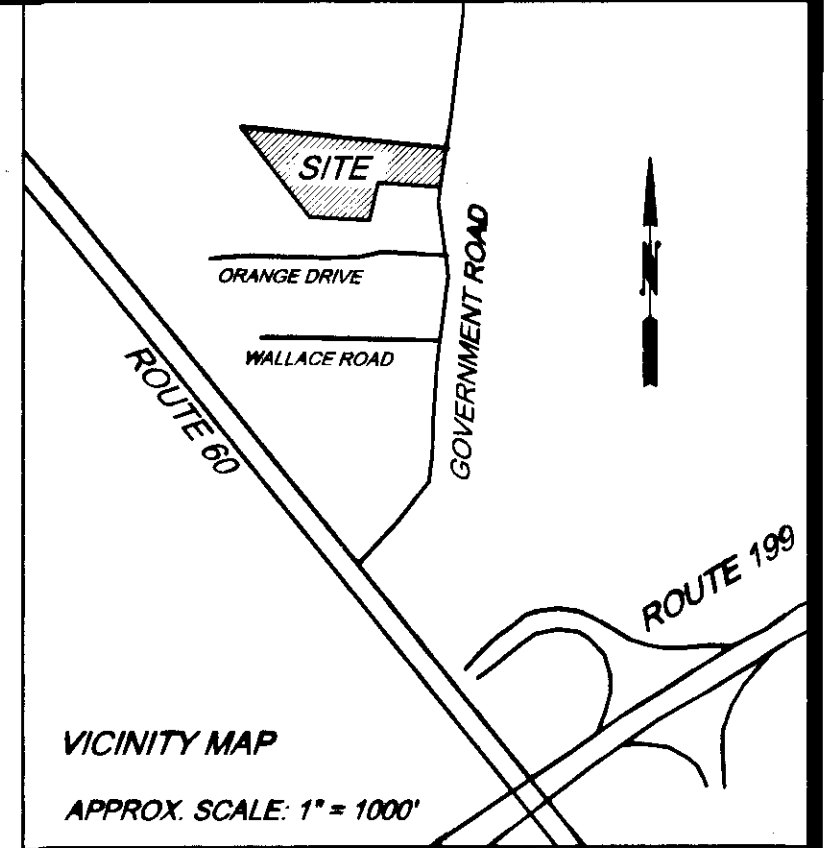 SITE
ORANGE DRIVE
WALLACE ROAD
GOVERNMENT ROAD
N
ROUTE 60
ROUTE 199
VICINITY MAP
APPROX. SCALE: 1" = 1000'